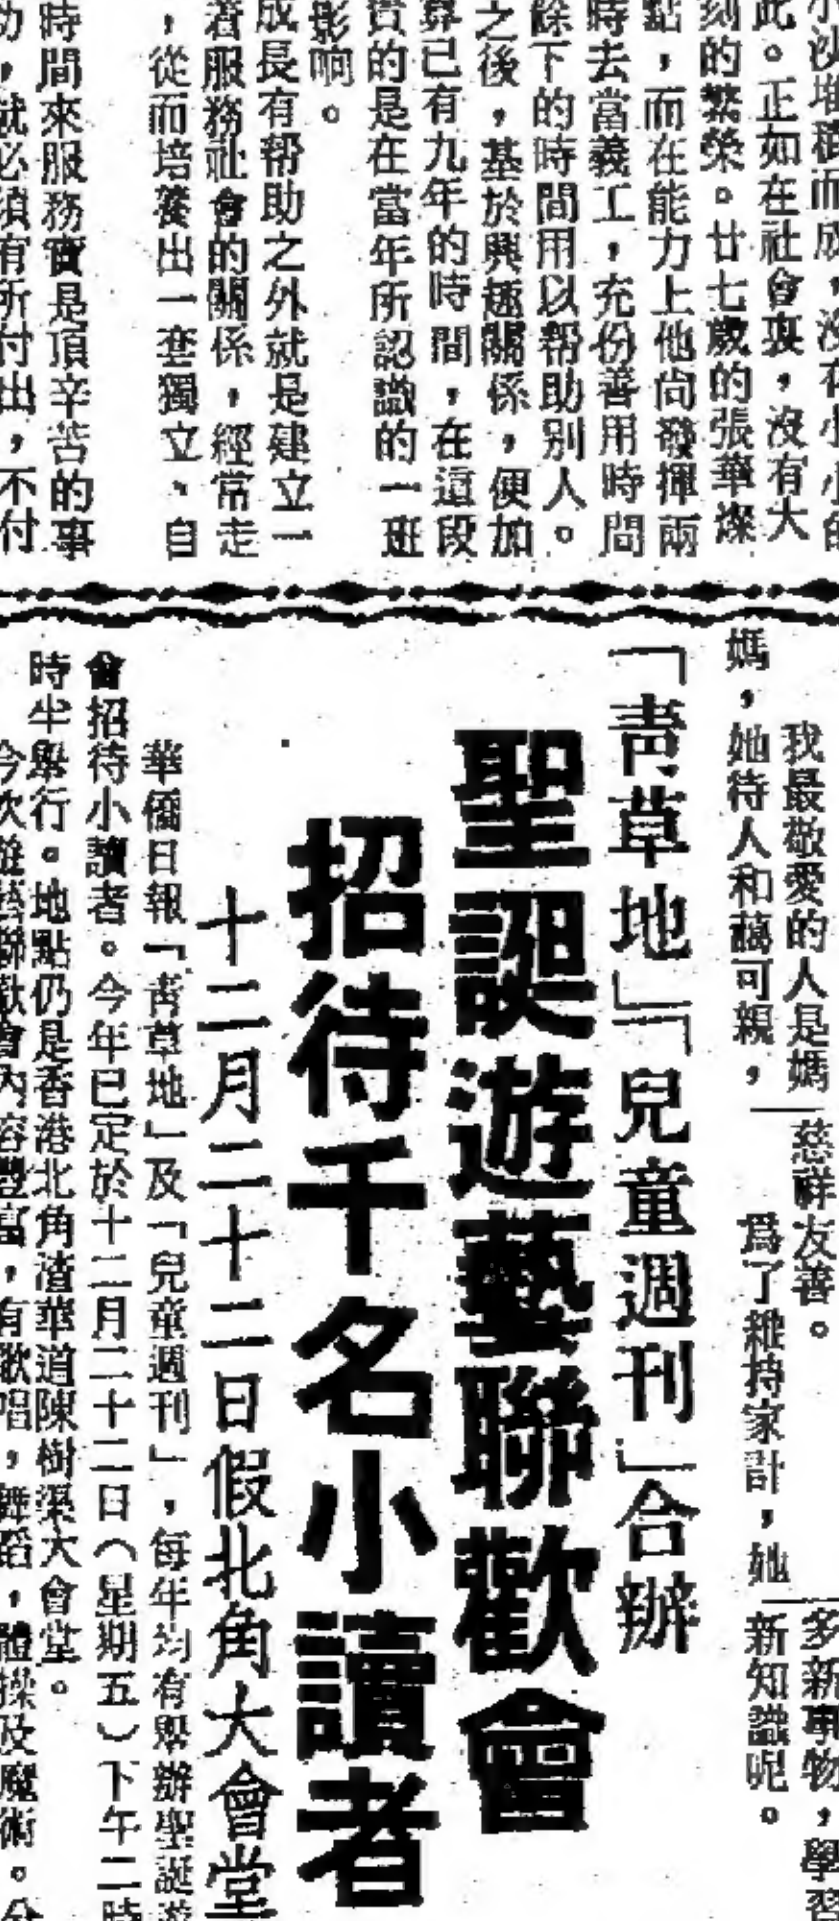 小沙堆積而成，沒有小小的
此。正如在社會裏，沒有大
刻的繁榮。廿七歲的張華燦
點，而在能力上他尙發揮兩
時去當義工，充份善用時間
餘下的時間用以幫助別人。
之後，基於興趣關係，便加
算已有九年的時間，在這段
貴的是在當年所認識的一班
影响。
成長有幫助之外就是建立一
着服務社會的關係，經常走
，從而培養出一套獨立、自
時間來服務實是頂辛苦的事
功，就必須有所付出，不付
我最敬愛的人是媽
媽，她待人和藹可親，
慈祥友善。
爲了維持家計，她
多新事物，學習
新知識呢。
「靑草地」「兒童週刊」合辦
聖誕遊藝聯歡會
招待千名小讀者
十二月二十二日假北角大會堂
華僑日報「靑草地」及「兒童週刊」，每年均有舉辦聖誕遊
會招待小讀者。今年已定於十二月二十二日（星期五）下午二時
時半舉行。地點仍是香港北角渣華道陳樹渠大會堂。
今次遊藝聯歡會內容豐富，有歌唱，舞蹈，體操及魔術。分